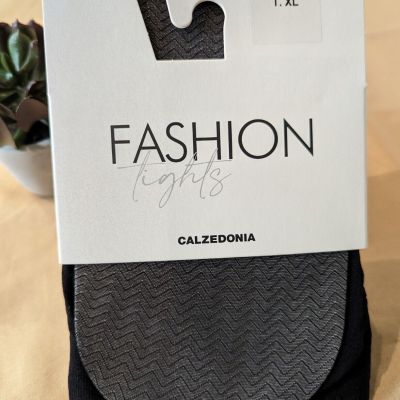 T. XL
FASHION
tights
CALZEDONIA